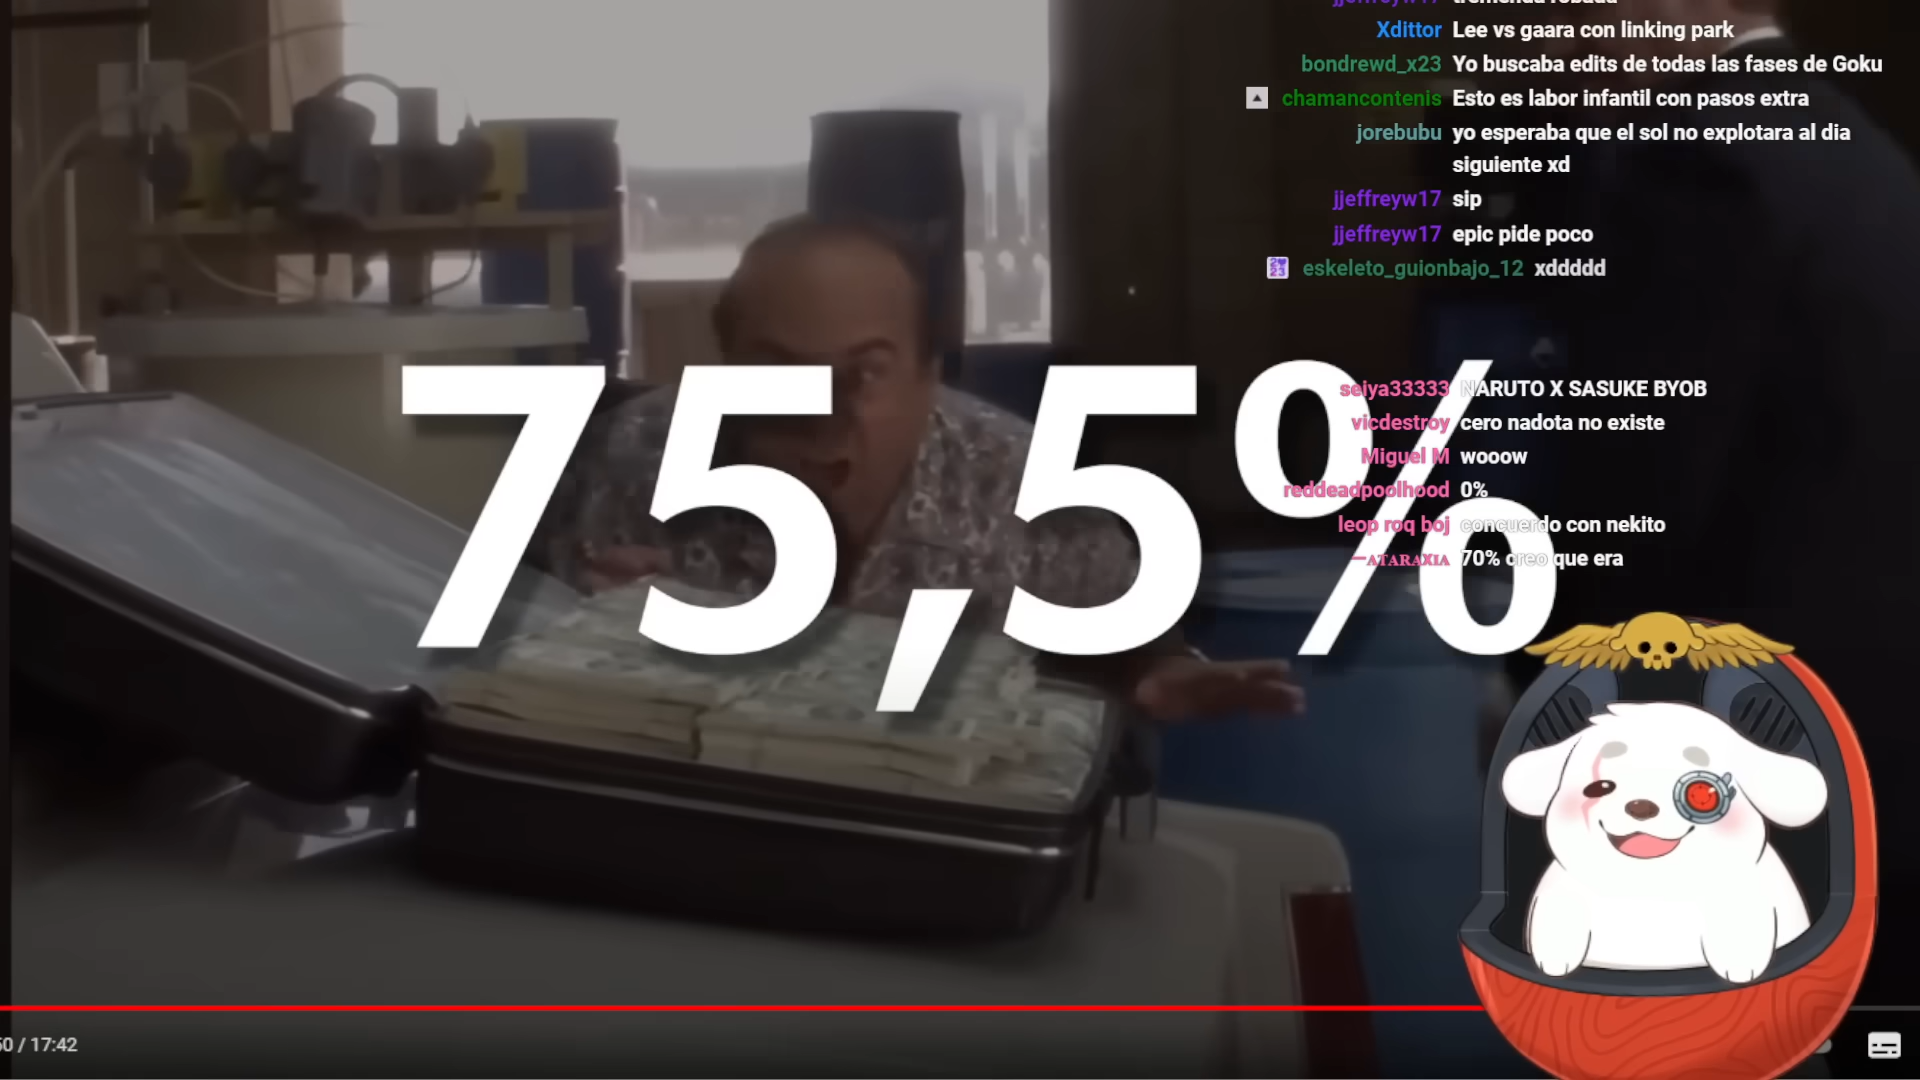 Xdittor Lee vs gaara con linking park
bondrewd_x23 Yo buscaba edits de todas las fases de Goku
chamancontenis Esto es labor infantil con pasos extra
jorebubu yo esperaba que el sol no explotara al dia
siguiente xd
jjeffreyw17 sip
jjeffreyw17 epic pide poco
eskeleto_guionbajo_12 xddddd
75,5%
seiya33333 NARUTO X SASUKE BYOB
vicdestroy cero nadota no existe
Miguel M wooow
reddeadpoolhood 0%
leop roq boj concuerdo con nekito
—ᴀᴛᴀʀᴀxɪᴀ 70% creo que era
50 / 17:42